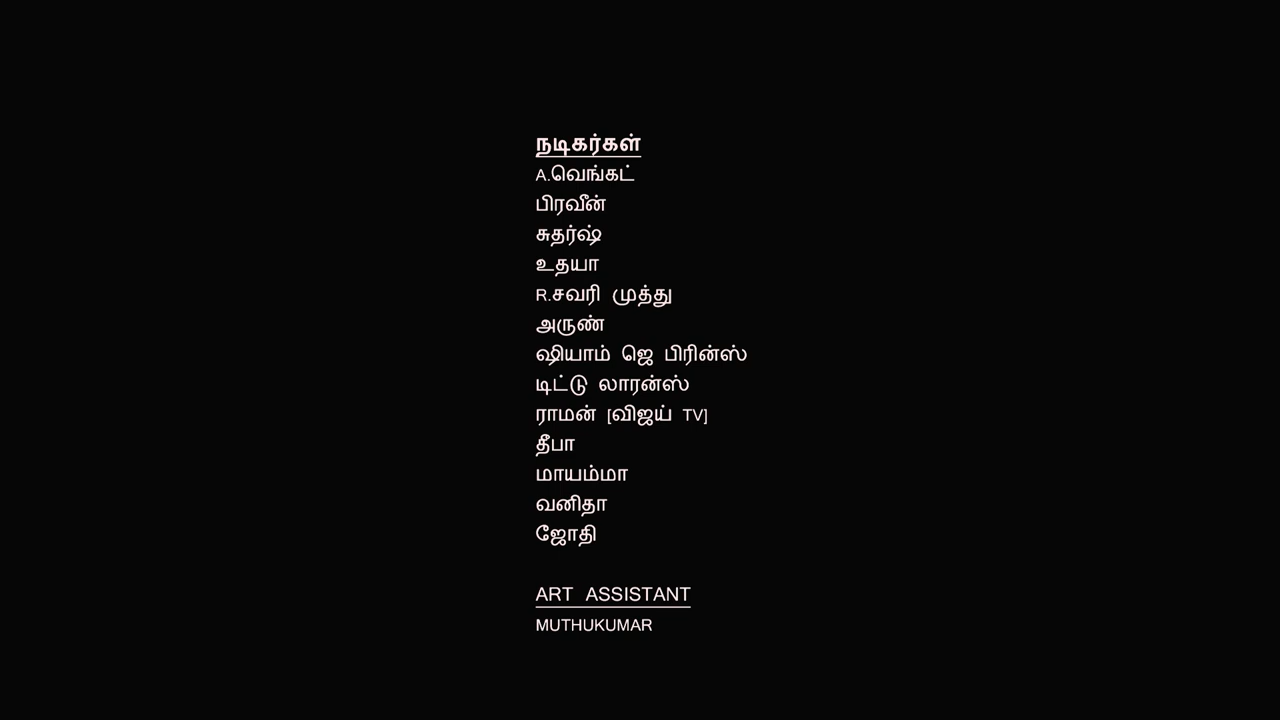 நடிகர்கள்
A.வெங்கட்
பிரவீன்
சுதர்ஷ்
உதயா
R.சவரி முத்து
அருண்
ஷியாம் ஜெ பிரின்ஸ்
டிட்டு லாரன்ஸ்
ராமன் [விஜய் TV]
தீபா
மாயம்மா
வனிதா
ஜோதி
ART ASSISTANT
MUTHUKUMAR